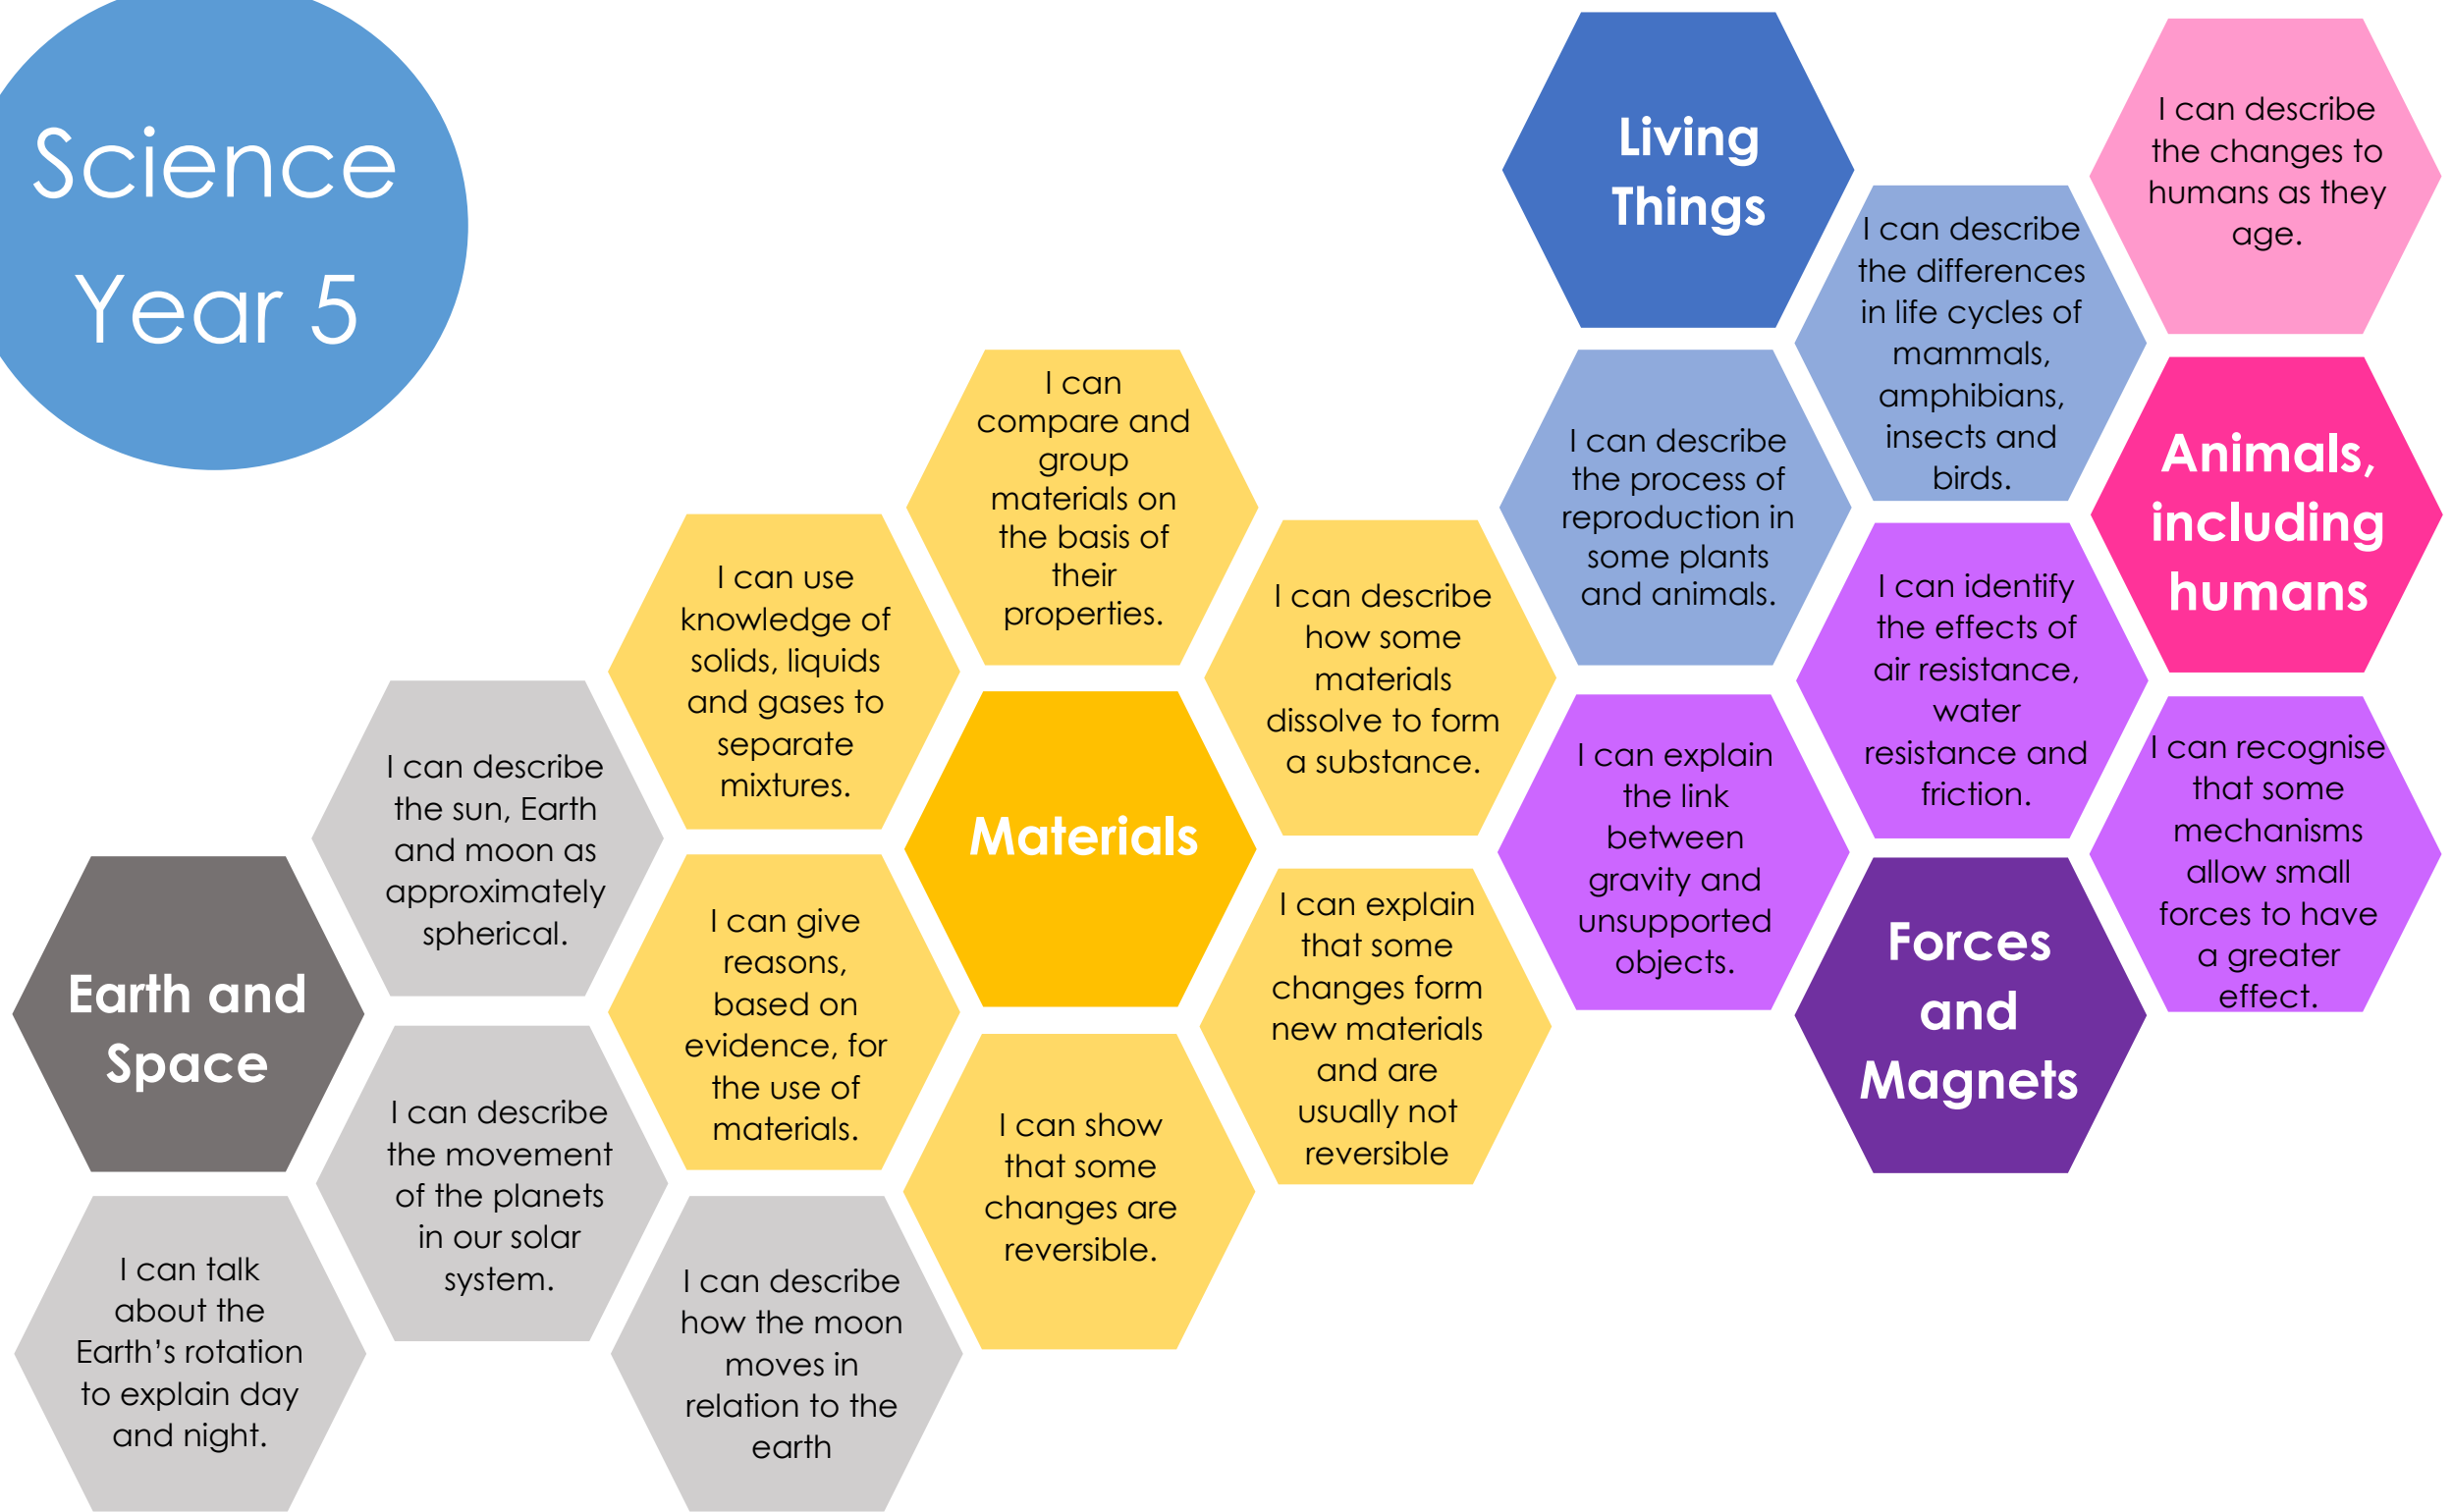 Science
Year 5
Living
Things
I can describe
the changes to
humans as they
age.
I can describe
the differences
in life cycles of
mammals,
amphibians,
insects and
birds.
I can
compare and
group
materials on
the basis of
their
properties.
I can describe
the process of
reproduction in
some plants
and animals.
Animals,
including
humans
I can use
knowledge of
solids, liquids
and gases to
separate
mixtures.
I can describe
how some
materials
dissolve to form
a substance.
I can identify
the effects of
air resistance,
water
resistance and
friction.
I can describe
the sun, Earth
and moon as
approximately
spherical.
Materials
I can explain
the link
between
gravity and
unsupported
objects.
I can recognise
that some
mechanisms
allow small
forces to have
a greater
effect.
Earth and
Space
I can give
reasons,
based on
evidence, for
the use of
materials.
I can explain
that some
changes form
new materials
and are
usually not
reversible
Forces
and
Magnets
I can describe
the movement
of the planets
in our solar
system.
I can show
that some
changes are
reversible.
I can talk
about the
Earth’s rotation
to explain day
and night.
I can describe
how the moon
moves in
relation to the
earth